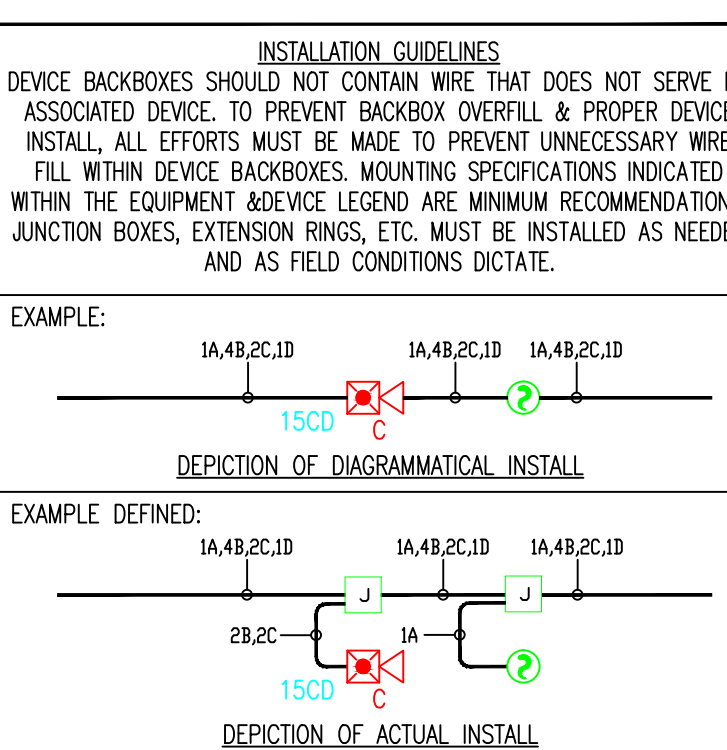 INSTALLATION GUIDELINES
DEVICE BACKBOXES SHOULD NOT CONTAIN WIRE THAT DOES NOT SERVE
ASSOCIATED DEVICE. TO PREVENT BACKBOX OVERFILL & PROPER DEVICE
INSTALL, ALL EFFORTS MUST BE MADE TO PREVENT UNNECESSARY WIRE
FILL WITHIN DEVICE BACKBOXES. MOUNTING SPECIFICATIONS INDICATED
WITHIN THE EQUIPMENT &DEVICE LEGEND ARE MINIMUM RECOMMENDATION
JUNCTION BOXES, EXTENSION RINGS, ETC. MUST BE INSTALLED AS NEEDE
AND AS FIELD CONDITIONS DICTATE.
EXAMPLE:
1A,4B,2C,1D 1A,4B,2C,1D 1A,4B,2C,1D
15CD C
DEPICTION OF DIAGRAMMATICAL INSTALL
EXAMPLE DEFINED:
1A,4B,2C,1D 1A,4B,2C,1D 1A,4B,2C,1D
J J
2B,2C 1A
15CD C
DEPICTION OF ACTUAL INSTALL